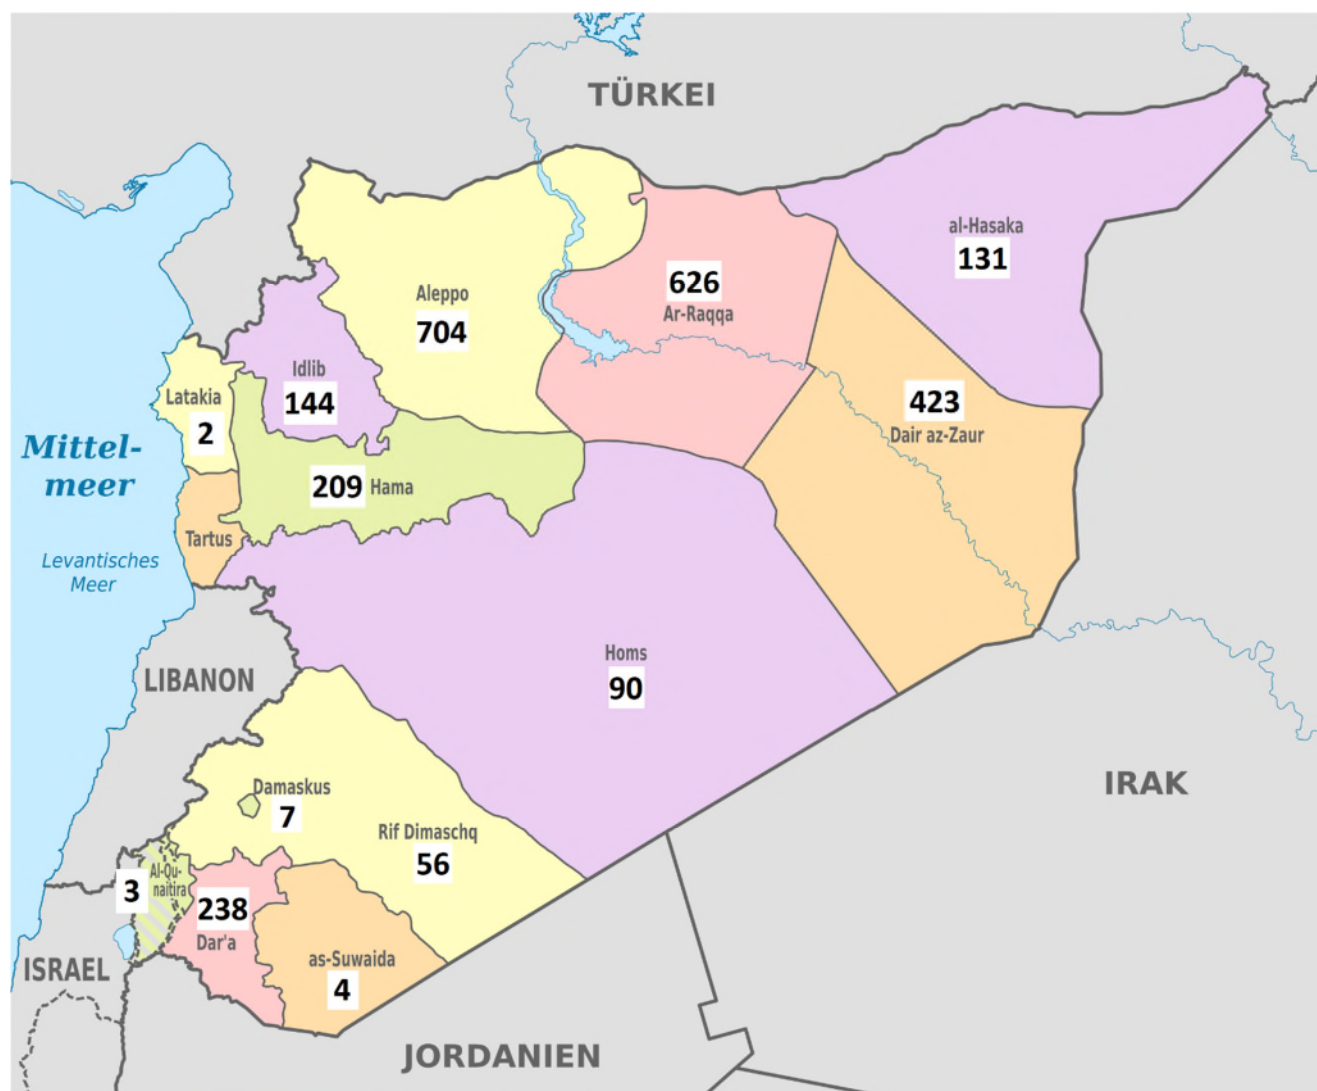 TÜRKEI
al-Hasaka
131
626
Ar-Raqqa
Aleppo
704
Idlib
144
Latakia
2
423
Dair az-Zaur
Mittel-
meer
209 Hama
Tartus
Levantisches
Meer
Homs
90
LIBANON
IRAK
Damaskus
7
Rif Dimaschq
56
3
Al-Qu-
naitira
238
Dar'a
ISRAEL
as-Suwaida
4
JORDANIEN